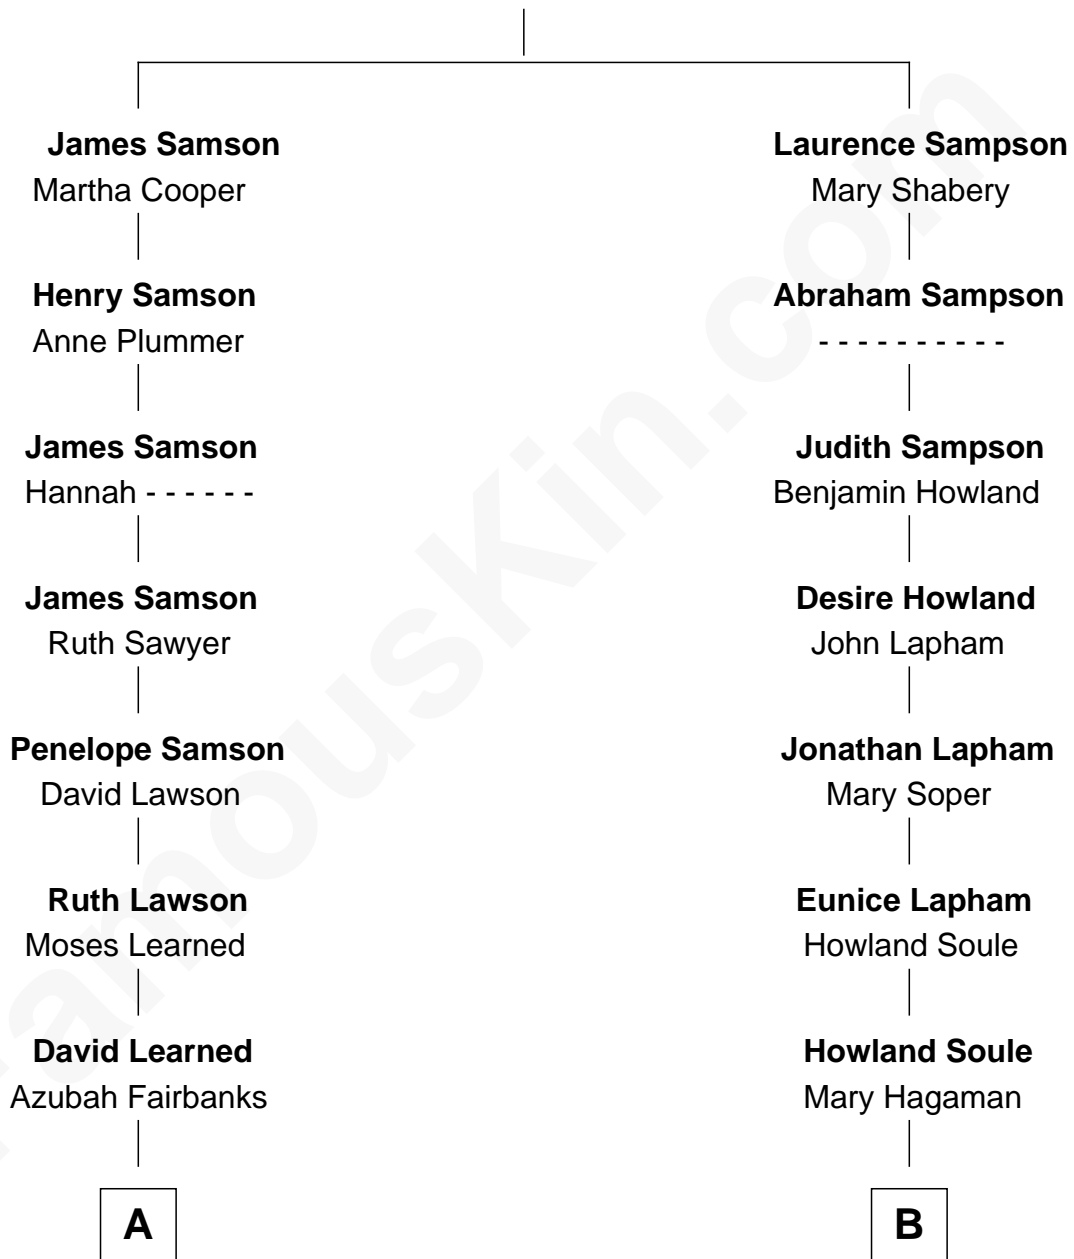 James Samson
Martha Cooper
Laurence Sampson
Mary Shabery
Henry Samson
Anne Plummer
Abraham Sampson
- - - - - - - - - -
James Samson
Hannah - - - - - -
Judith Sampson
Benjamin Howland
James Samson
Ruth Sawyer
Desire Howland
John Lapham
Penelope Samson
David Lawson
Jonathan Lapham
Mary Soper
Ruth Lawson
Moses Learned
Eunice Lapham
Howland Soule
David Learned
Azubah Fairbanks
Howland Soule
Mary Hagaman
A
B
FamousKin.com